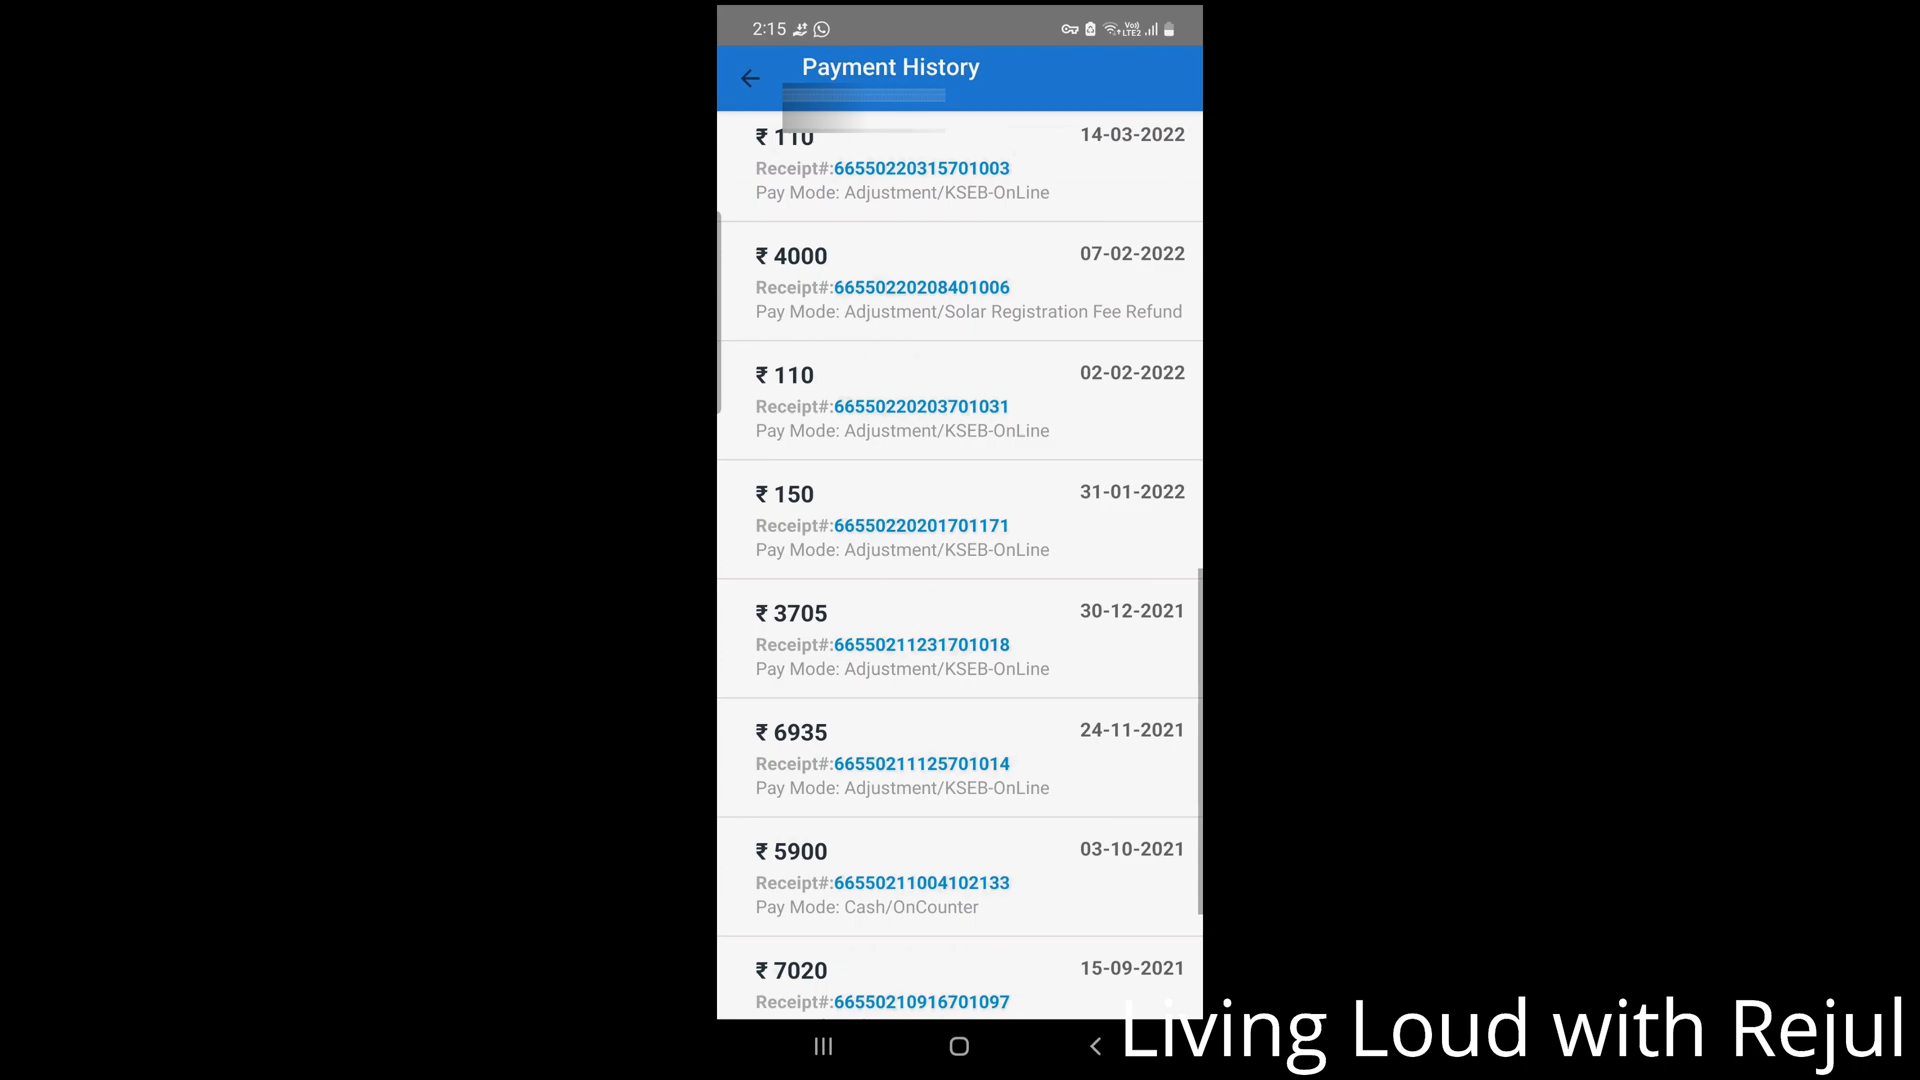 2:15
Vo))
LTE2
Payment History
₹ 110
14-03-2022
Receipt#:66550220315701003
Pay Mode: Adjustment/KSEB-OnLine
₹ 4000
07-02-2022
Receipt#:66550220208401006
Pay Mode: Adjustment/Solar Registration Fee Refund
₹ 110
02-02-2022
Receipt#:66550220203701031
Pay Mode: Adjustment/KSEB-OnLine
₹ 150
31-01-2022
Receipt#:66550220201701171
Pay Mode: Adjustment/KSEB-OnLine
₹ 3705
30-12-2021
Receipt#:66550211231701018
Pay Mode: Adjustment/KSEB-OnLine
₹ 6935
24-11-2021
Receipt#:66550211125701014
Pay Mode: Adjustment/KSEB-OnLine
₹ 5900
03-10-2021
Receipt#:66550211004102133
Pay Mode: Cash/OnCounter
₹ 7020
15-09-2021
Receipt#:66550210916701097
Living Loud with Rejul